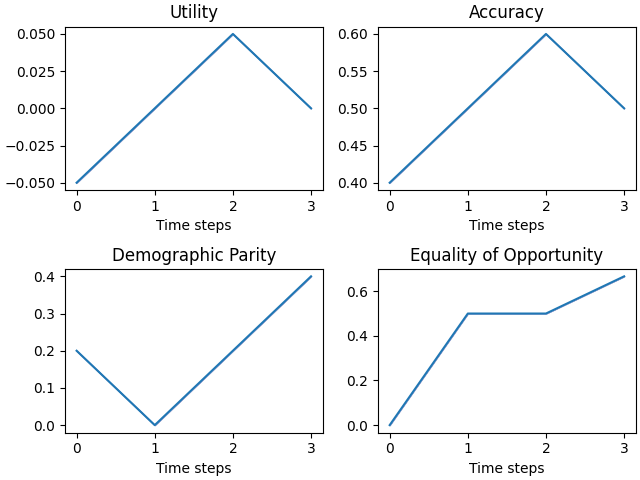 Utility
0.050
0.025
0.000
−0.025
−0.050
0 1 2 3
Time steps
Accuracy
0.60
0.55
0.50
0.45
0.40
0 1 2 3
Time steps
Demographic Parity
0.4
0.3
0.2
0.1
0.0
0 1 2 3
Time steps
Equality of Opportunity
0.6
0.4
0.2
0.0
0 1 2 3
Time steps